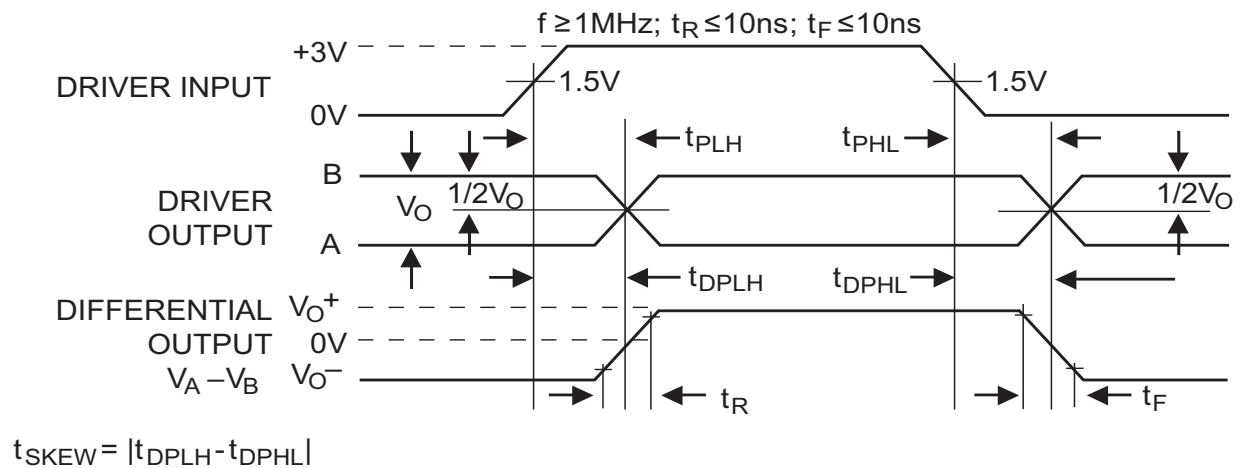 f ≥1MHz; tR ≤10ns; tF ≤10ns
+3V
DRIVER INPUT
1.5V
1.5V
0V
tPLH
tPHL
B
DRIVER
OUTPUT
VO
1/2VO
1/2VO
A
tDPLH
tDPHL
DIFFERENTIAL
OUTPUT
VA –VB
VO+
0V
VO–
tR
tF
tSKEW = |tDPLH - tDPHL|